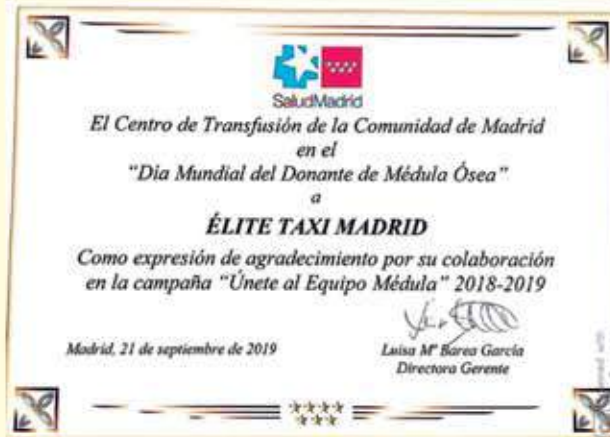 SaludMadrid
El Centro de Transfusión de la Comunidad de Madrid
en el
“Día Mundial del Donante de Médula Ósea”
a
ÉLITE TAXI MADRID
Como expresión de agradecimiento por su colaboración
en la campaña “Únete al Equipo Médula” 2018-2019
Madrid, 21 de septiembre de 2019
Luisa Mª Barea García
Directora Gerente